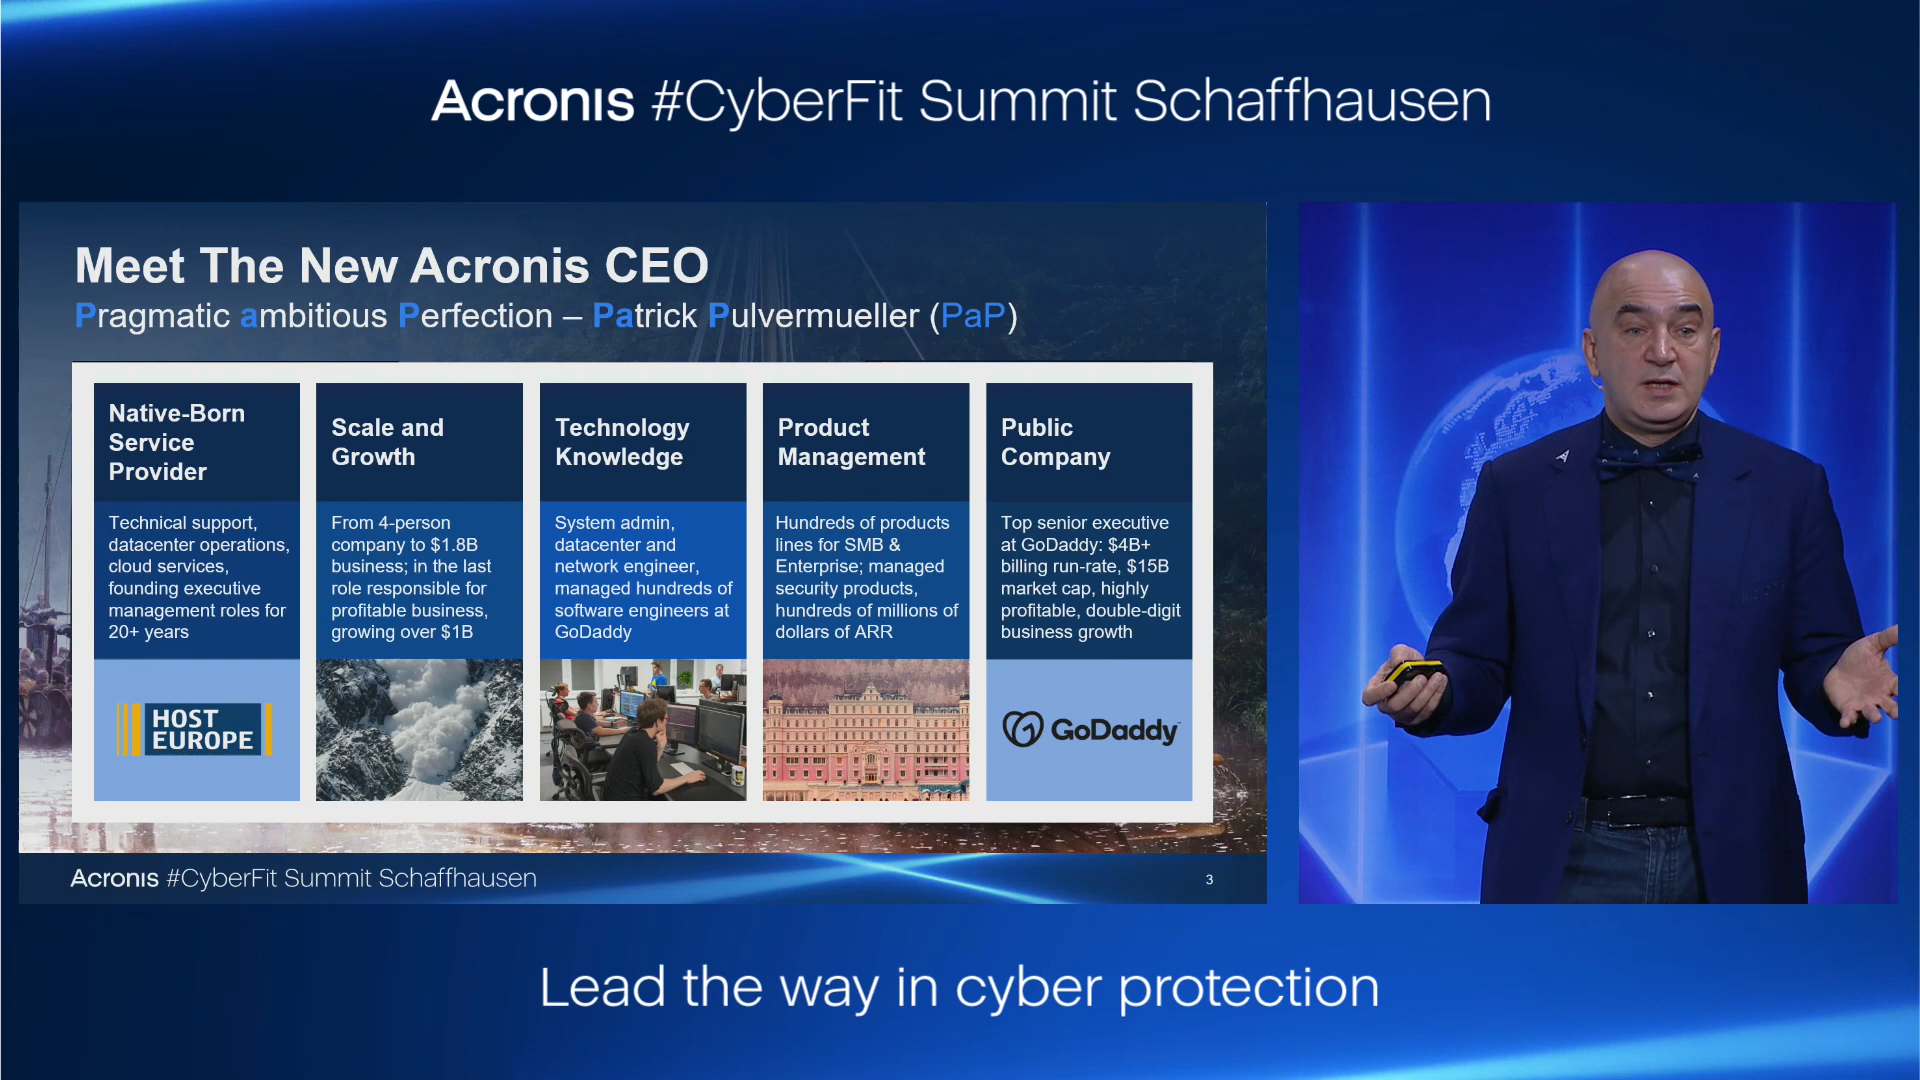 Acronis #CyberFit Summit Schaffhausen
Meet The New Acronis CEO
Pragmatic ambitious Perfection – Patrick Pulvermueller (PaP)
Native-Born
Service
Provider
Technical support,
datacenter operations,
cloud services,
founding executive
management roles for
20+ years
HOST
EUROPE
Scale and
Growth
From 4-person
company to $1.8B
business; in the last
role responsible for
profitable business,
growing over $1B
Technology
Knowledge
System admin,
datacenter and
network engineer,
managed hundreds of
software engineers at
GoDaddy
Product
Management
Hundreds of products
lines for SMB &
Enterprise; managed
security products,
hundreds of millions of
dollars of ARR
Public
Company
Top senior executive
at GoDaddy: $4B+
billing run-rate, $15B
market cap, highly
profitable, double-digit
business growth
GoDaddy
Acronis #CyberFit Summit Schaffhausen
3
Lead the way in cyber protection